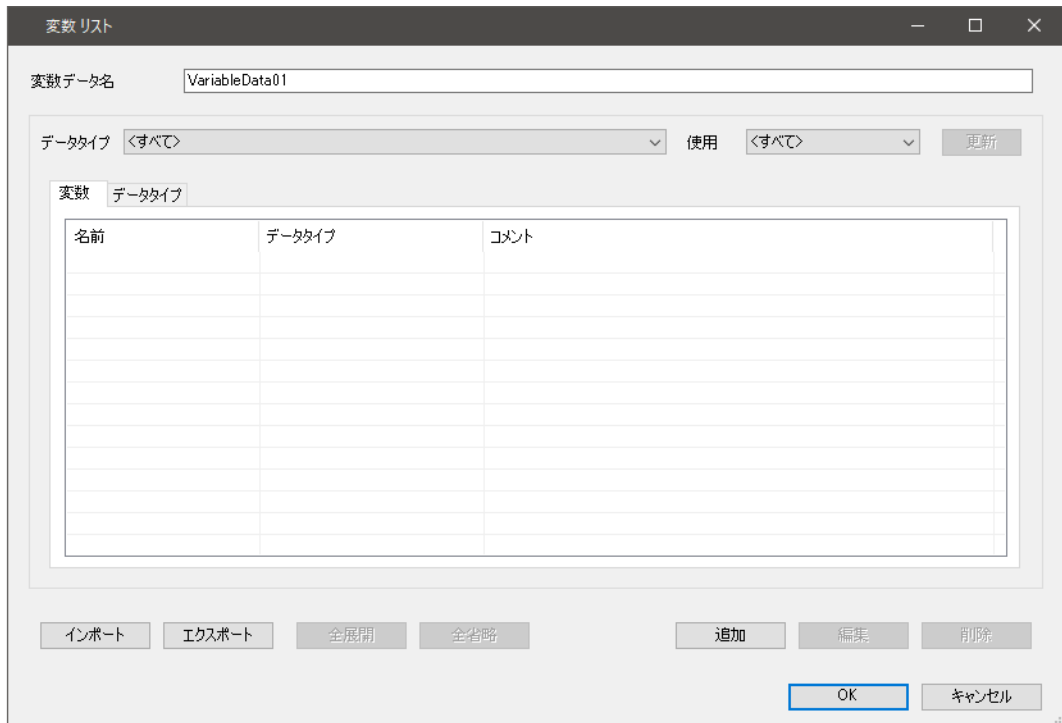 変数 リスト
変数データ名 VariableData01
データタイプ <すべて> 使用 <すべて> 更新
変数 データタイプ
名前 データタイプ コメント
インポート エクスポート 全展開 全省略 追加 編集 削除
OK キャンセル